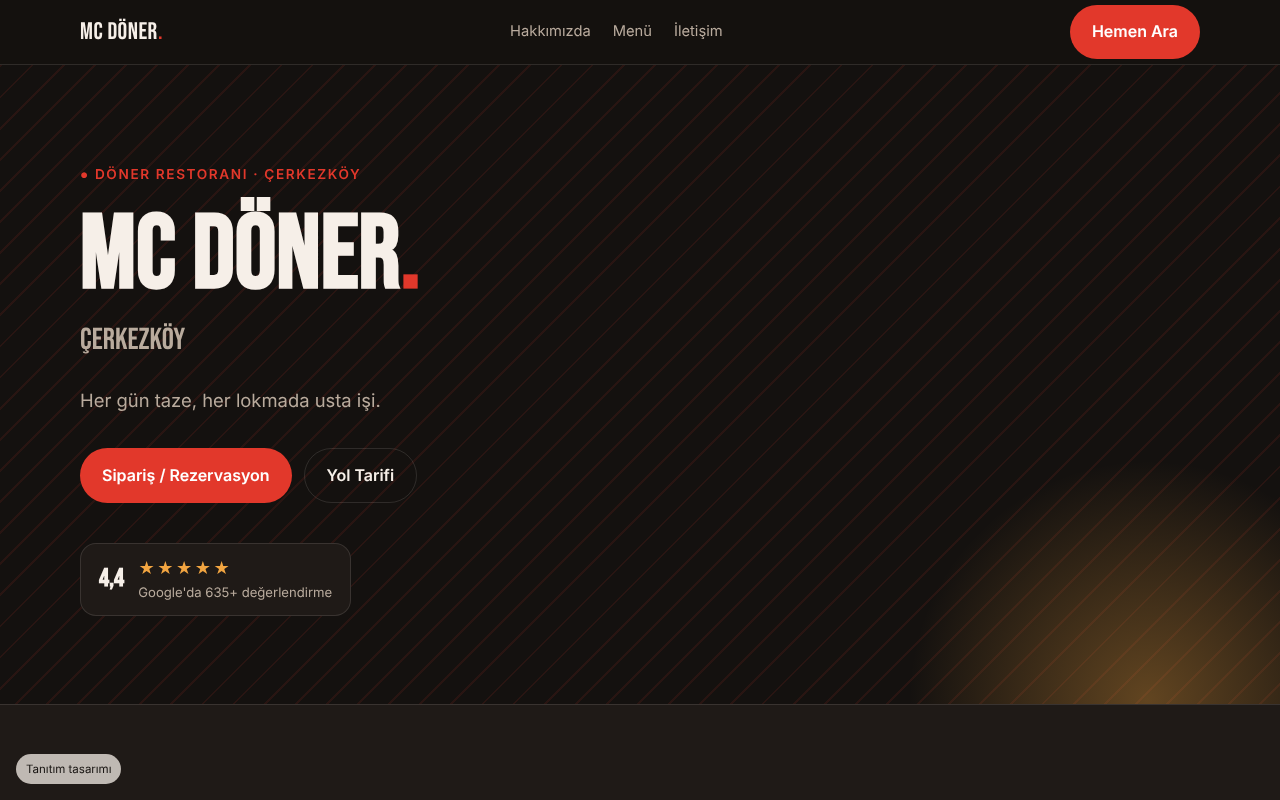 MC DÖNER.
Hakkımızda Menü İletişim
Hemen Ara
● DÖNER RESTORANI · ÇERKEZKÖY
MC DÖNER.
ÇERKEZKÖY
Her gün taze, her lokmada usta işi.
Sipariş / Rezervasyon
Yol Tarifi
4,4
★★★★★
Google'da 635+ değerlendirme
Tanıtım tasarımı